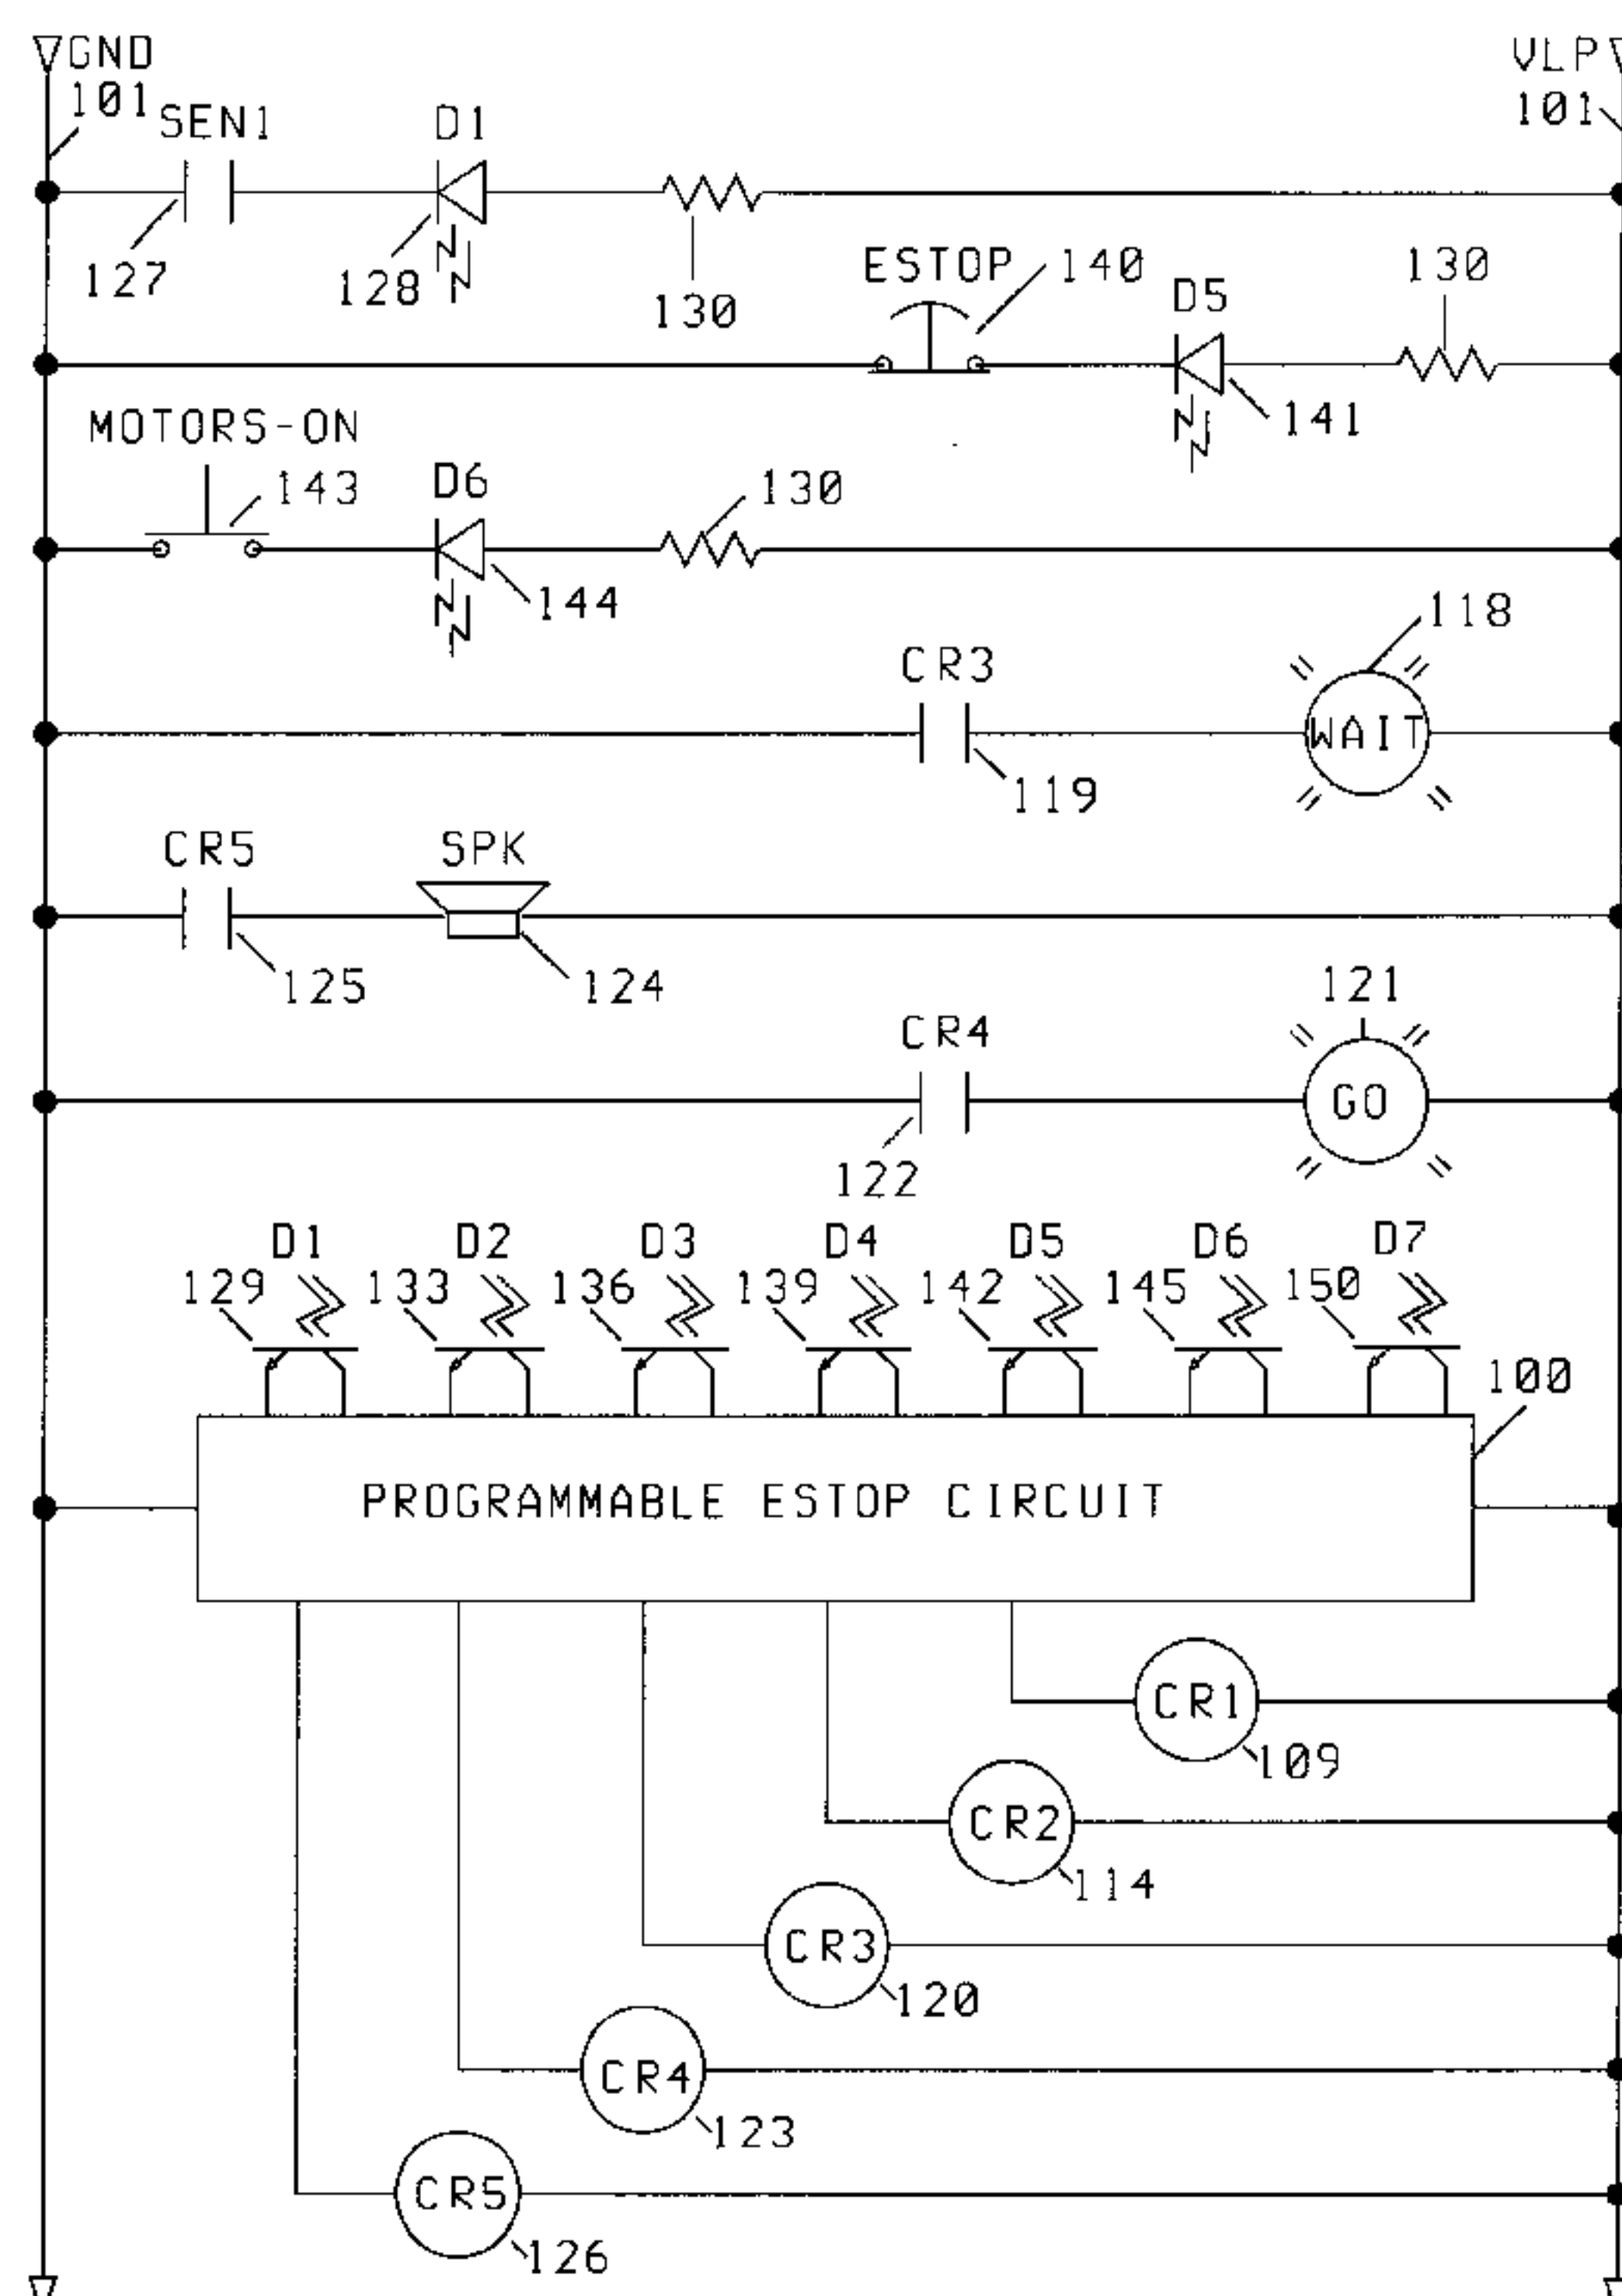 GND VLP
101 101
SEN1 D1
127 128 130
ESTOP 140 D5 130
141
MOTORS-ON
143 D6 130
144
118
CR3
WAIT
119
CR5 SPK
125 124
121
CR4
GO
122
D1 D2 D3 D4 D5 D6 D7
129 133 136 139 142 145 150
100
PROGRAMMABLE ESTOP CIRCUIT
CR1
109
CR2
114
CR3
120
CR4
123
CR5
126